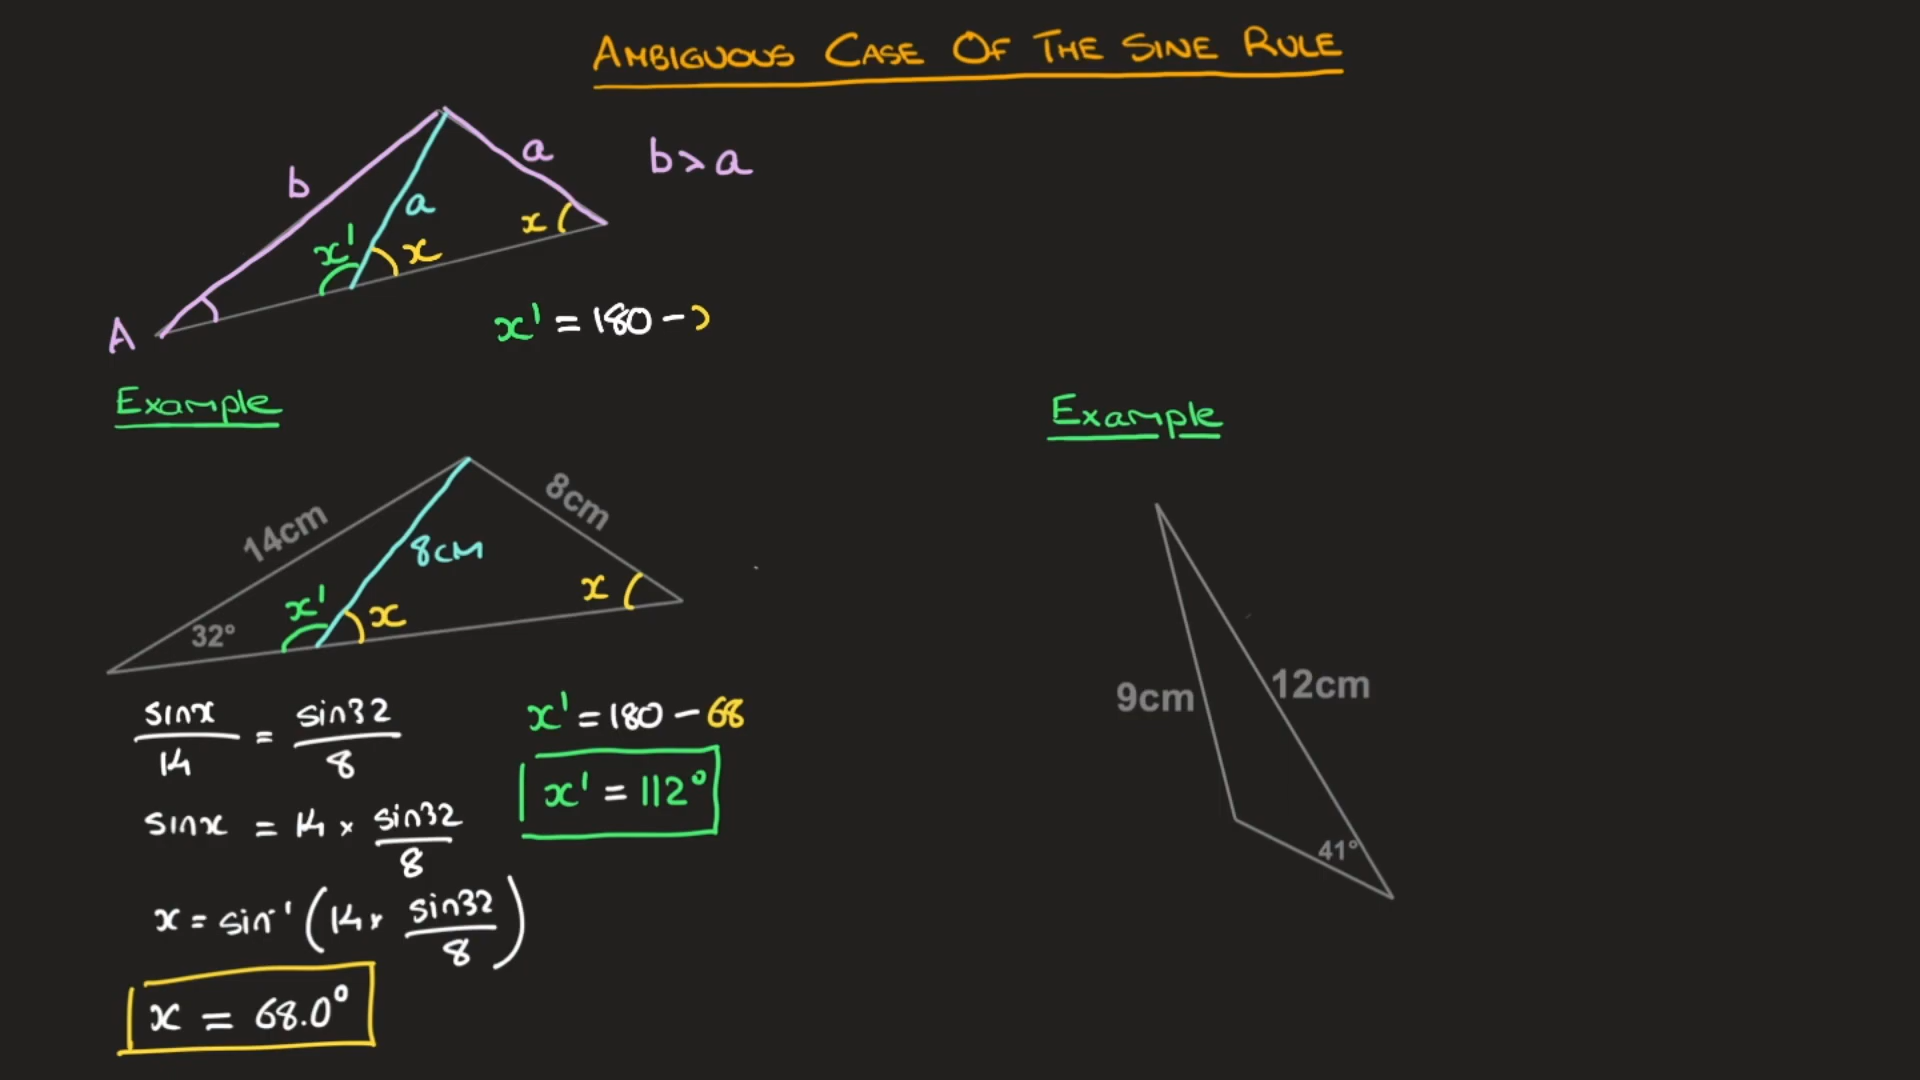 AMBIGUOUS CASE OF THE SINE RULE
b
a
b > a
a
x
x'
x
A
x' = 180 −
Example
14cm
8cm
8CM
x'
x
x
32°
sinx/14 = sin32/8
sinx = 14 × sin32/8
x = sin⁻¹(14 × sin32/8)
x = 68.0°
x' = 180 − 68
x' = 112°
Example
9cm
12cm
41°